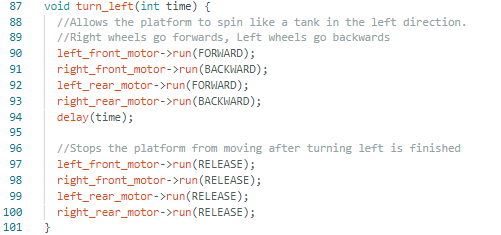 87 void turn_left(int time) {
88 //Allows the platform to spin like a tank in the left direction.
89 //Right wheels go forwards, Left wheels go backwards
90 left_front_motor->run(FORWARD);
91 right_front_motor->run(BACKWARD);
92 left_rear_motor->run(FORWARD);
93 right_rear_motor->run(BACKWARD);
94 delay(time);
95
96 //Stops the platform from moving after turning left is finished
97 left_front_motor->run(RELEASE);
98 right_front_motor->run(RELEASE);
99 left_rear_motor->run(RELEASE);
100 right_rear_motor->run(RELEASE);
101 }